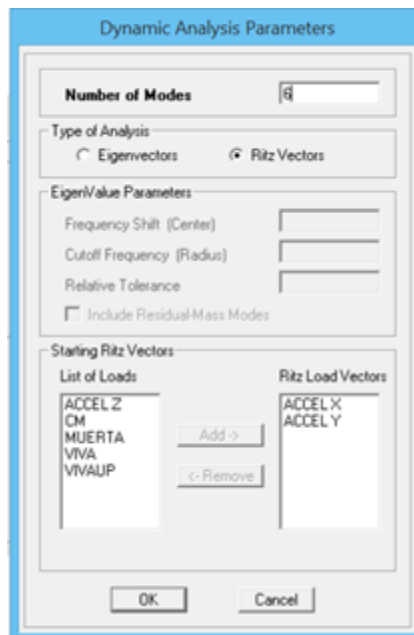 Dynamic Analysis Parameters
Number of Modes 6
Type of Analysis
Eigenvectors Ritz Vectors
EigenValue Parameters
Frequency Shift (Center)
Cutoff Frequency (Radius)
Relative Tolerance
Include Residual-Mass Modes
Starting Ritz Vectors
List of Loads Ritz Load Vectors
ACCEL Z ACCEL X
CM ACCEL Y
MUERTA Add ->
VIVA
VIVAUP <- Remove
OK Cancel